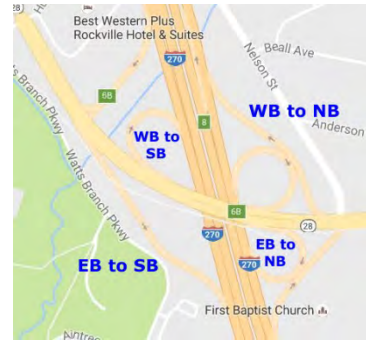 Best Western Plus
Rockville Hotel & Suites
270
Nelson St
Beall Ave
Watts Branch Pkwy
6B
8
WB to NB
Anderson
WB to
SB
Watts Branch Pkwy
6B
28
270
EB to
NB
270
EB to SB
First Baptist Church
Aintree